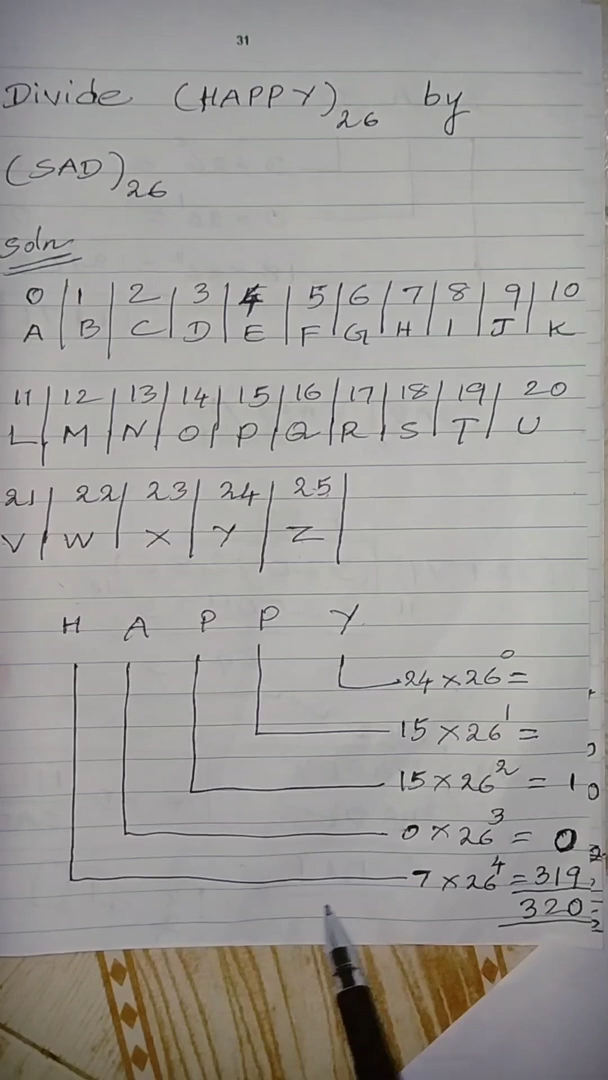 31
Divide (HAPPY)₂₆ by
(SAD)₂₆
Soln
0 | 1 | 2 | 3 | 4 | 5 | 6 | 7 | 8 | 9 | 10
A | B | C | D | E | F | G | H | I | J | K
11 | 12 | 13 | 14 | 15 | 16 | 17 | 18 | 19 | 20
L | M | N | O | P | Q | R | S | T | U
21 | 22 | 23 | 24 | 25 |
V | W | X | Y | Z |
H A P P Y
24 × 26⁰ =
15 × 26¹ =
15 × 26² = 10
0 × 26³ = 0
7 × 26⁴ = 319
320